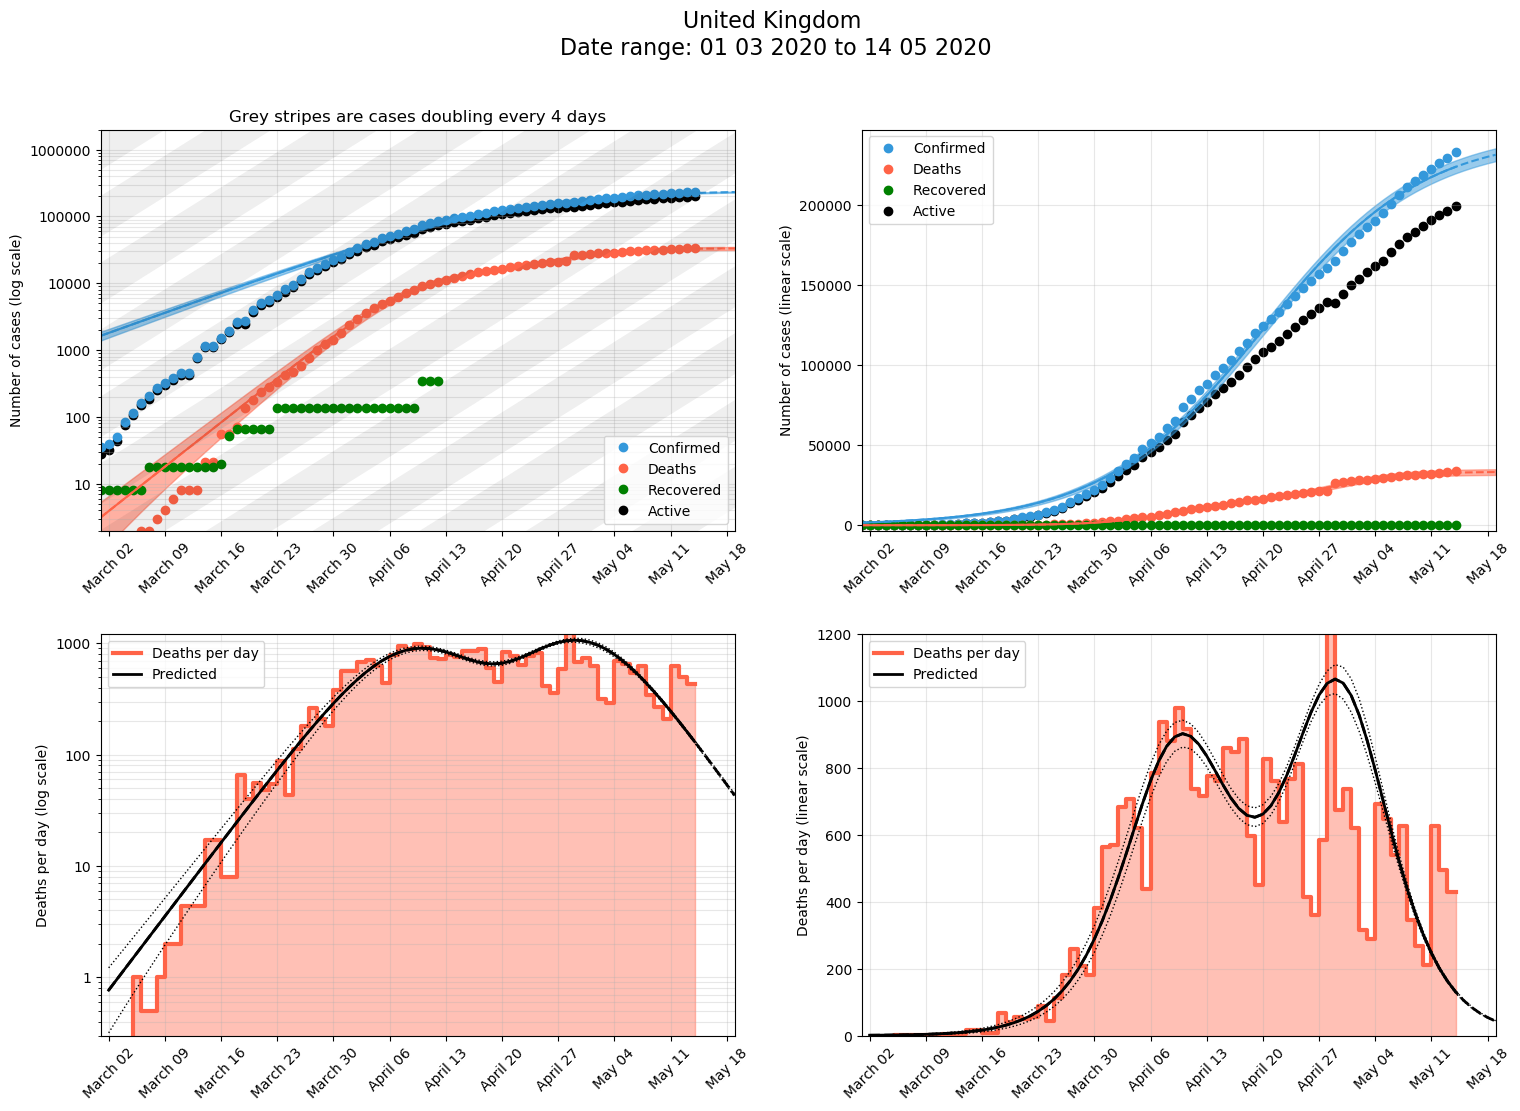 United Kingdom
Date range: 01 03 2020 to 14 05 2020
Grey stripes are cases doubling every 4 days
Number of cases (log scale)
1000000
100000
10000
1000
100
10
Confirmed
Deaths
Recovered
Active
March 02
March 09
March 16
March 23
March 30
April 06
April 13
April 20
April 27
May 04
May 11
May 18
Number of cases (linear scale)
200000
150000
100000
50000
0
Confirmed
Deaths
Recovered
Active
March 02
March 09
March 16
March 23
March 30
April 06
April 13
April 20
April 27
May 04
May 11
May 18
Deaths per day (log scale)
1000
100
10
1
Deaths per day
Predicted
March 02
March 09
March 16
March 23
March 30
April 06
April 13
April 20
April 27
May 04
May 11
May 18
Deaths per day (linear scale)
1200
1000
800
600
400
200
0
Deaths per day
Predicted
March 02
March 09
March 16
March 23
March 30
April 06
April 13
April 20
April 27
May 04
May 11
May 18